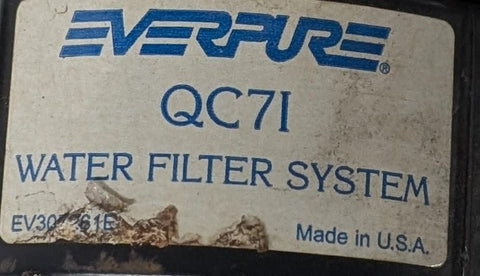 EVERPURE®
QC7I
WATER FILTER SYSTEM
Made in U.S.A.